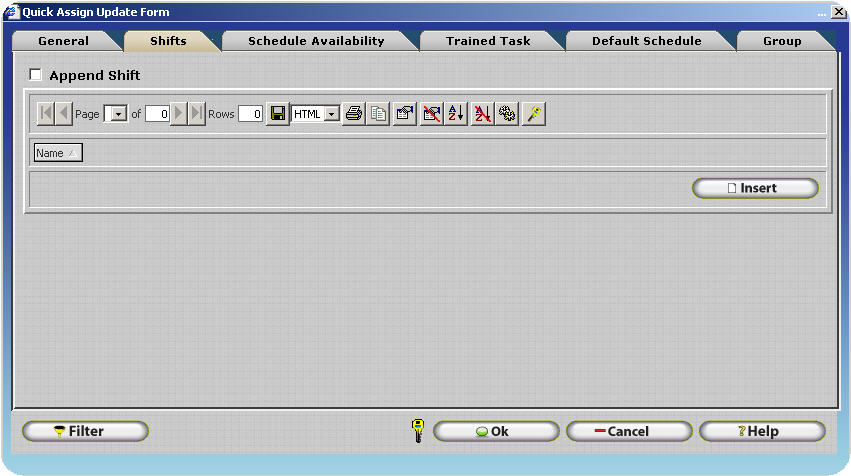 Quick Assign Update Form ...
General Shifts Schedule Availability Trained Task Default Schedule Group
Append Shift
Page of 0 Rows 0 HTML A Z A Z
Name
Insert
Filter Ok Cancel ?Help